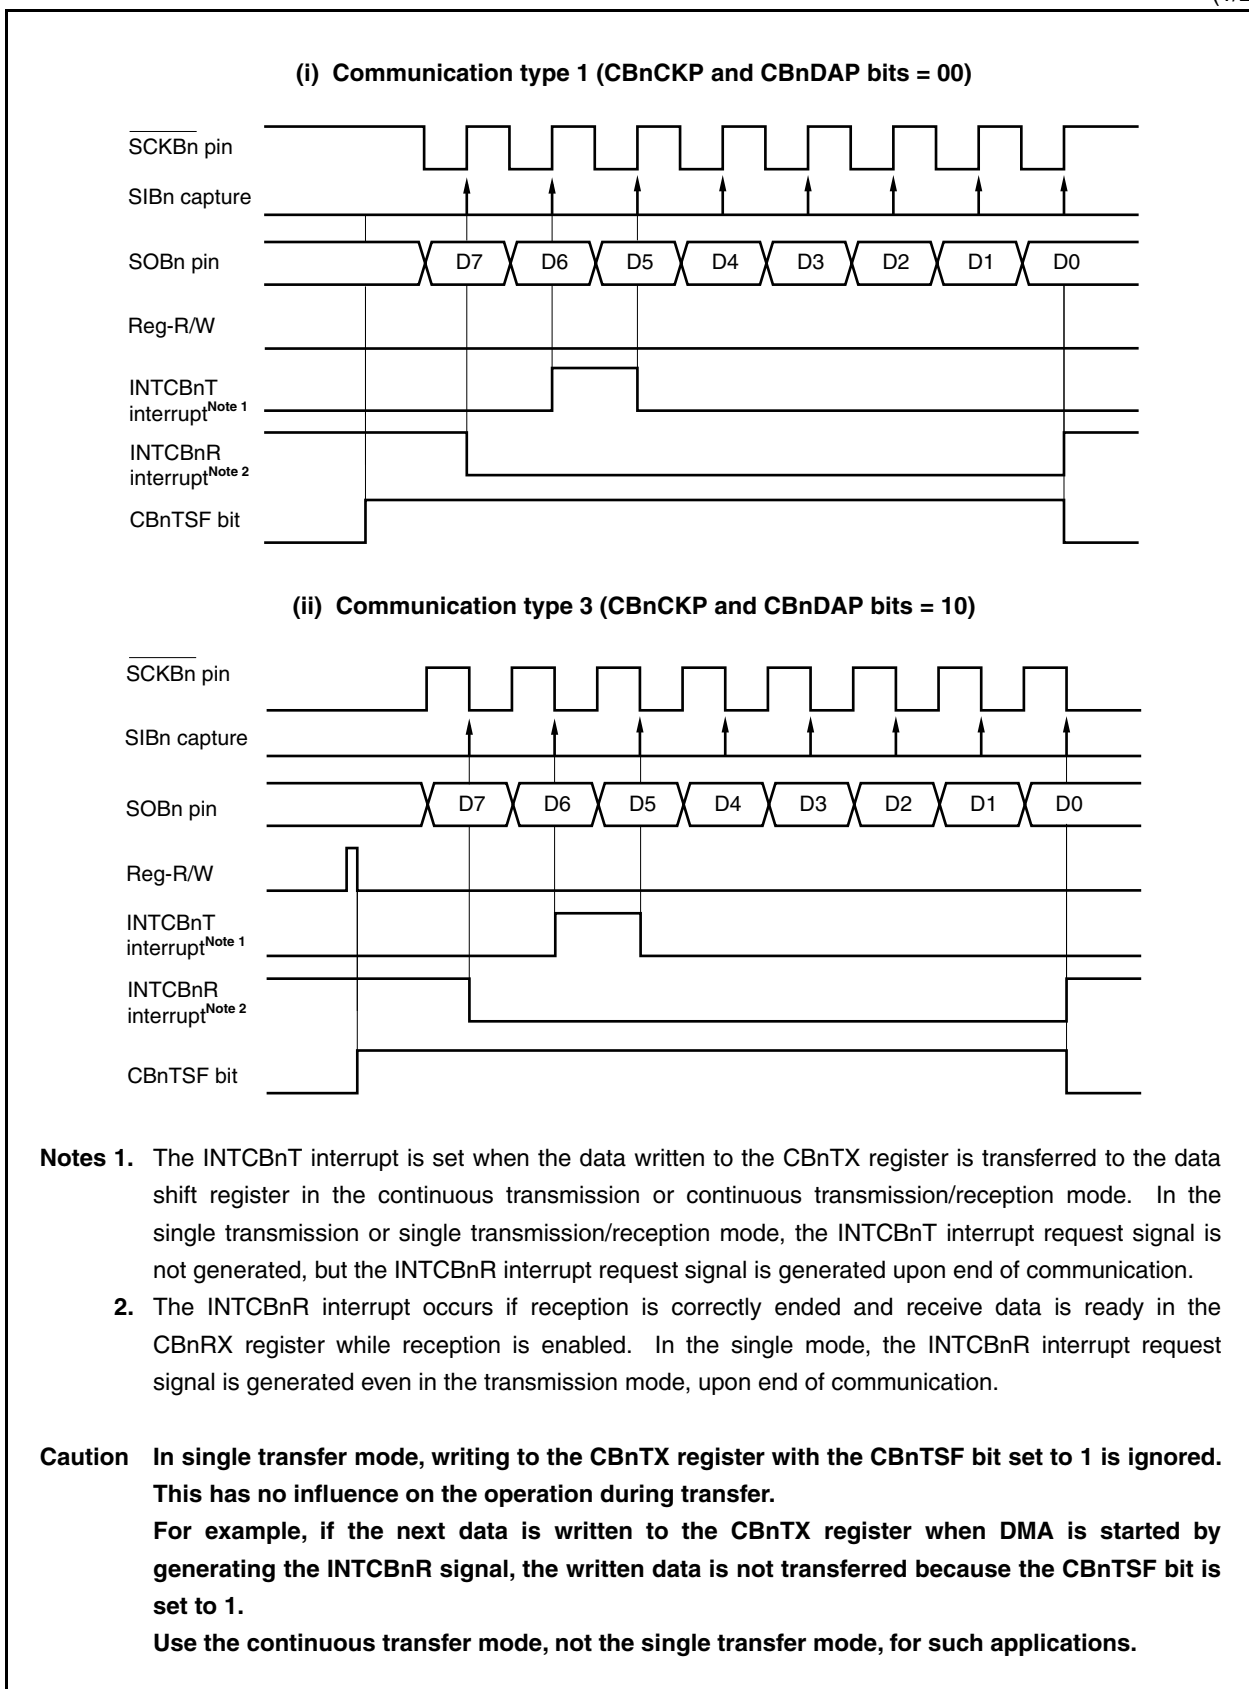 (i) Communication type 1 (CBnCKP and CBnDAP bits = 00)
SCKBn pin
SIBn capture
SOBn pin D7 D6 D5 D4 D3 D2 D1 D0
Reg-R/W
INTCBnT
interrupt Note 1
INTCBnR
interrupt Note 2
CBnTSF bit
(ii) Communication type 3 (CBnCKP and CBnDAP bits = 10)
SCKBn pin
SIBn capture
SOBn pin D7 D6 D5 D4 D3 D2 D1 D0
Reg-R/W
INTCBnT
interrupt Note 1
INTCBnR
interrupt Note 2
CBnTSF bit
Notes 1. The INTCBnT interrupt is set when the data written to the CBnTX register is transferred to the data
shift register in the continuous transmission or continuous transmission/reception mode. In the
single transmission or single transmission/reception mode, the INTCBnT interrupt request signal is
not generated, but the INTCBnR interrupt request signal is generated upon end of communication.
2. The INTCBnR interrupt occurs if reception is correctly ended and receive data is ready in the
CBnRX register while reception is enabled. In the single mode, the INTCBnR interrupt request
signal is generated even in the transmission mode, upon end of communication.
Caution In single transfer mode, writing to the CBnTX register with the CBnTSF bit set to 1 is ignored.
This has no influence on the operation during transfer.
For example, if the next data is written to the CBnTX register when DMA is started by
generating the INTCBnR signal, the written data is not transferred because the CBnTSF bit is
set to 1.
Use the continuous transfer mode, not the single transfer mode, for such applications.